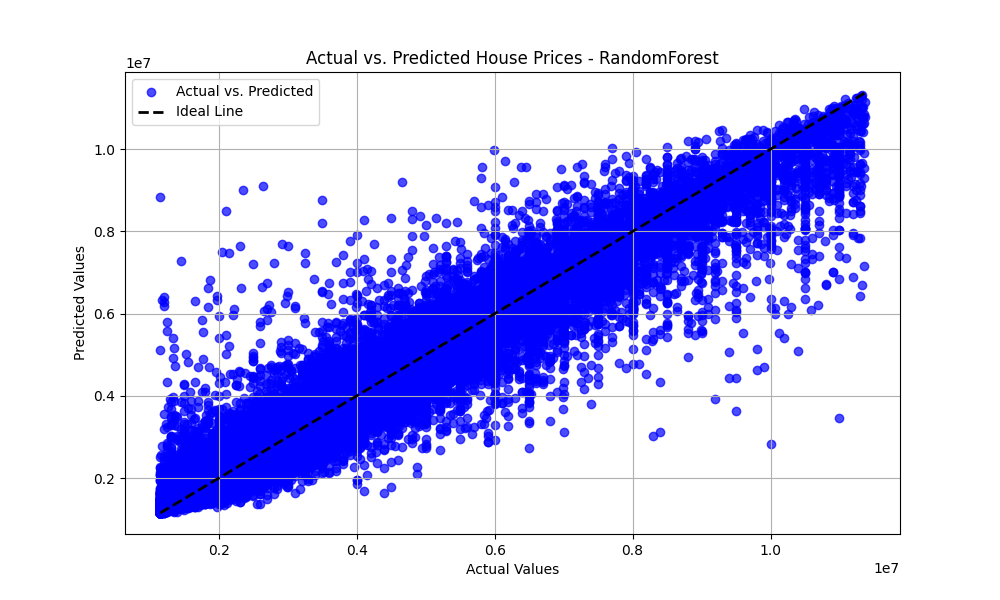 Actual vs. Predicted House Prices - RandomForest
1e7
Actual vs. Predicted
Ideal Line
1.0
0.8
0.6
0.4
0.2
Predicted Values
0.2 0.4 0.6 0.8 1.0
1e7
Actual Values